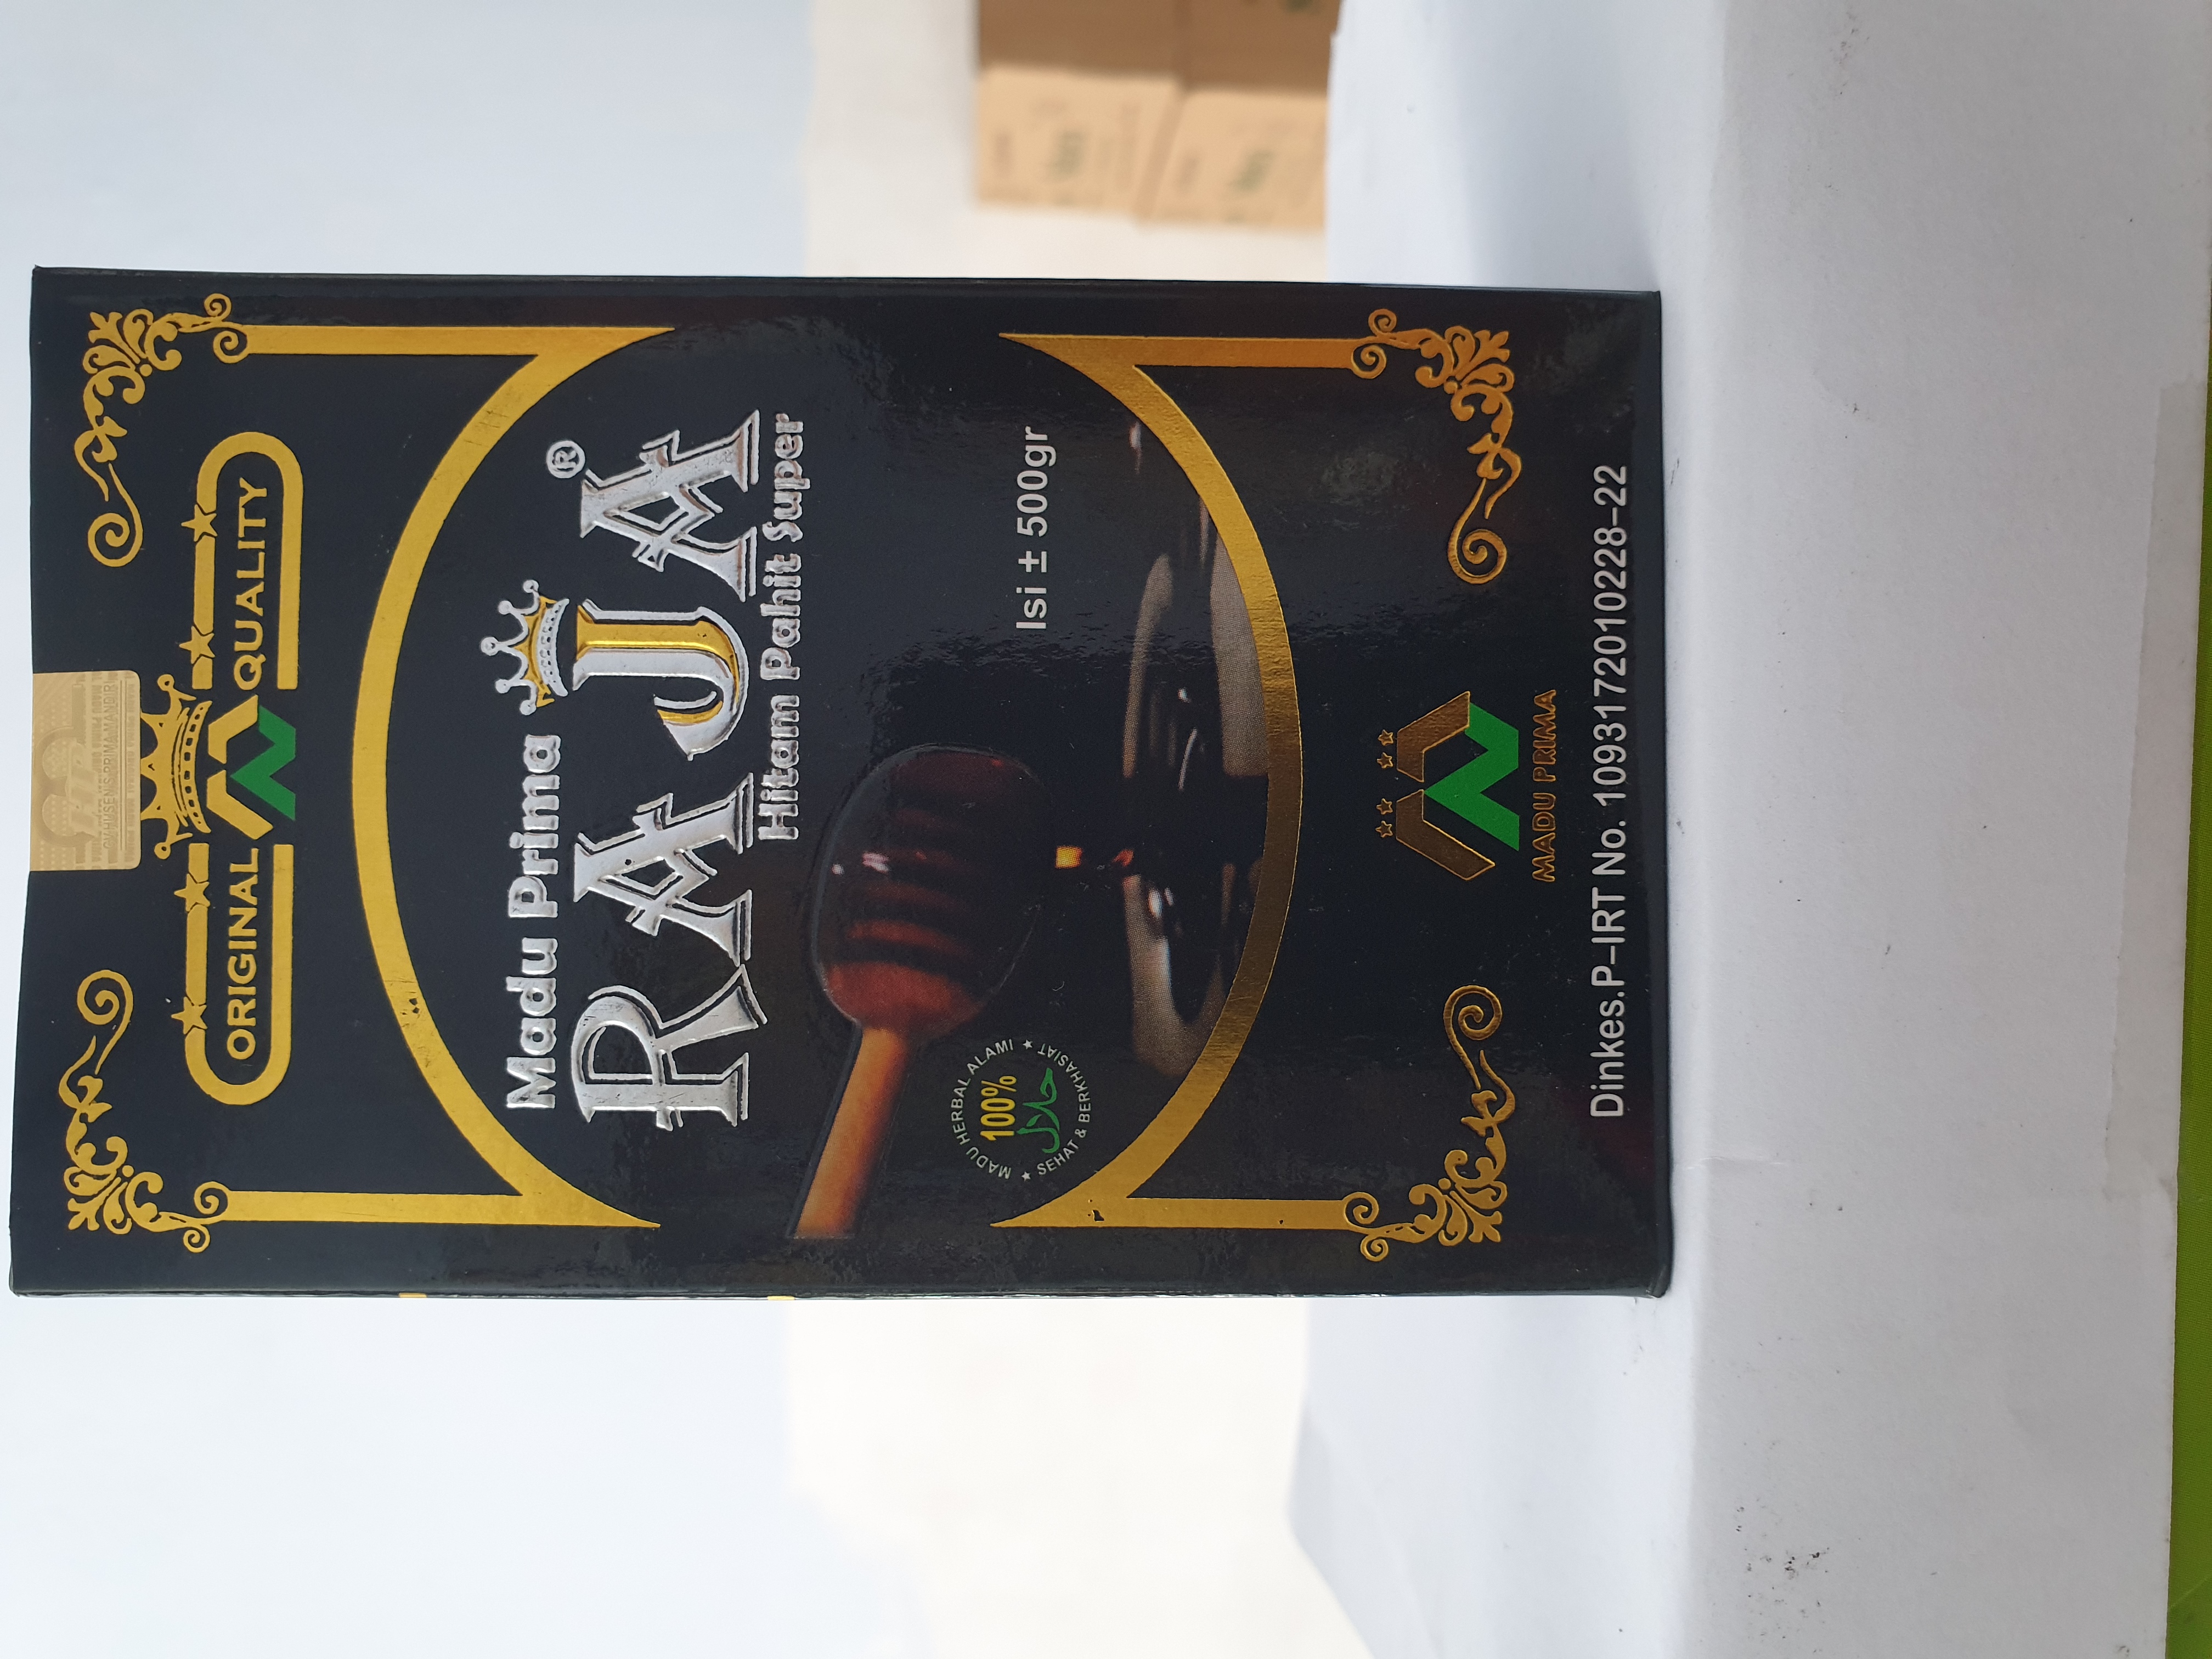 ORIGINAL QUALITY
Madu Prima
RAJA®
Hitam Pahit Super
MADU HERBAL ALAMI
100%
حلال
SEHAT & BERKHASIAT
Isi ± 500gr
MADU PRIMA
Dinkes.P-IRT No. 1093172010228-22